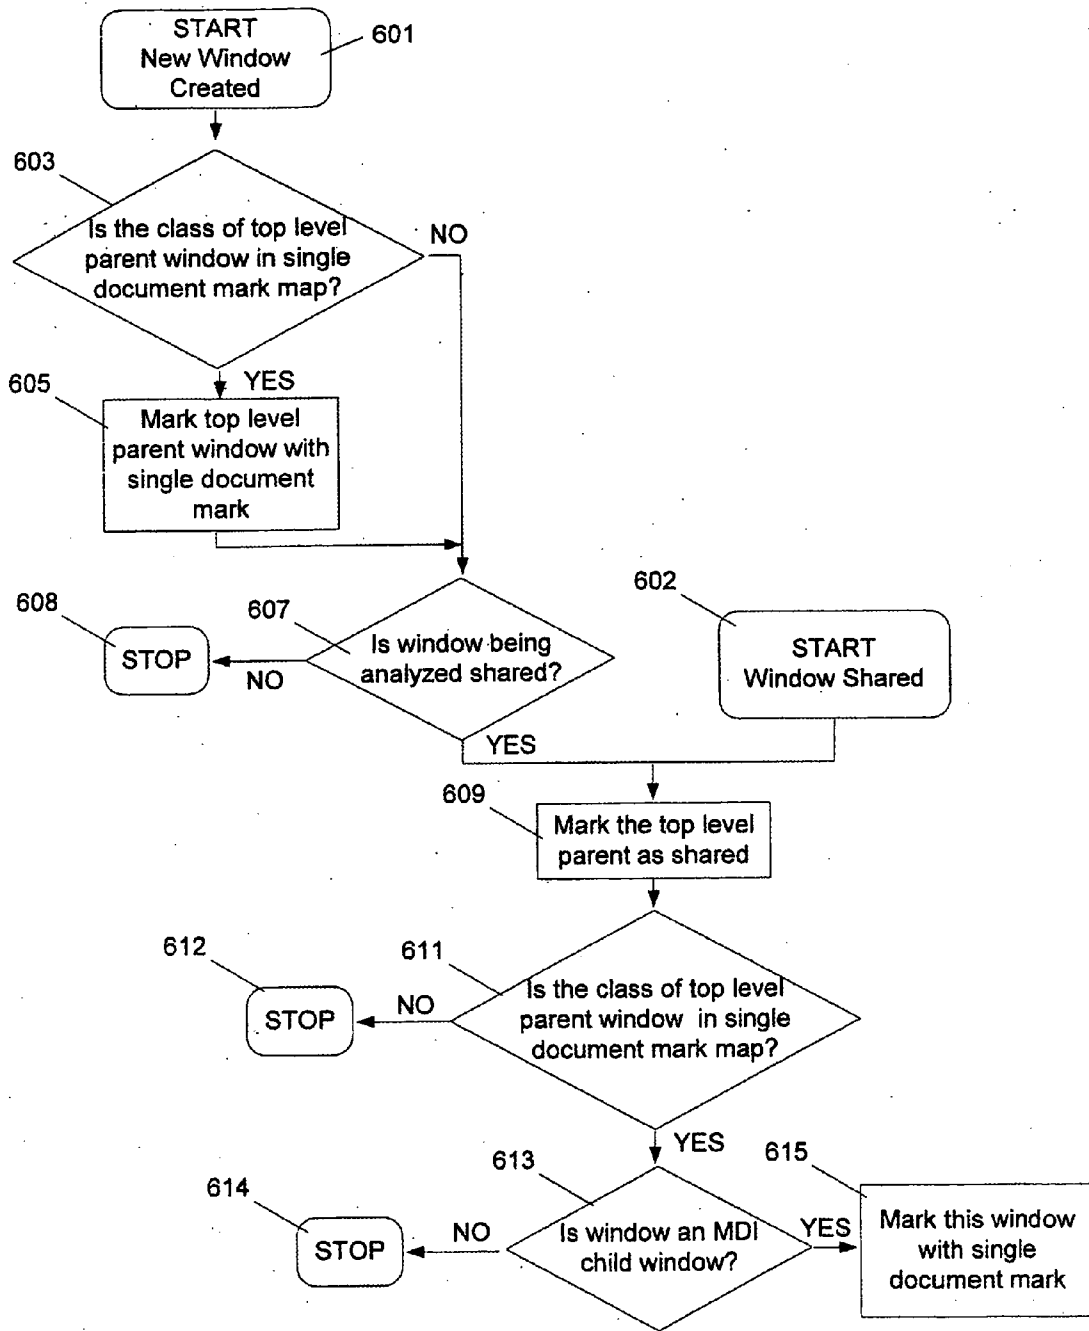 START
New Window
Created
601
603
Is the class of top level
parent window in single
document mark map?
NO
YES
605
Mark top level
parent window with
single document
mark
602
START
Window Shared
608
STOP
607
Is window being
analyzed shared?
NO
YES
609
Mark the top level
parent as shared
612
STOP
611
Is the class of top level
parent window in single
document mark map?
NO
YES
613
614
STOP
NO
Is window an MDI
child window?
YES
615
Mark this window
with single
document mark